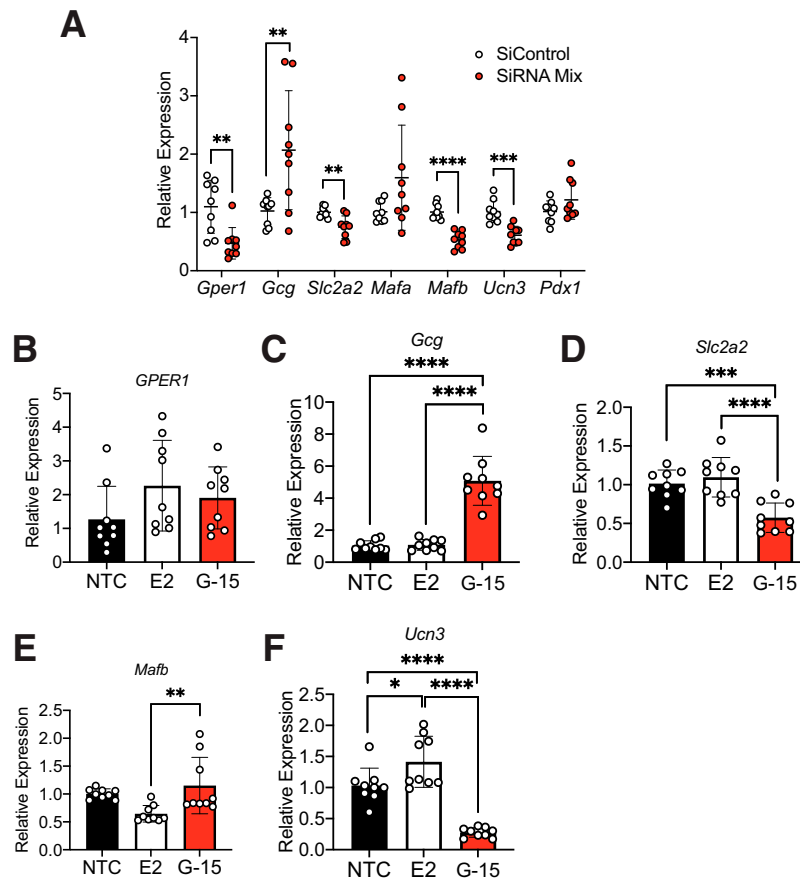 A
4
3
2
1
0
Relative Expression
** ** ** **** ***
SiControl
SiRNA Mix
Gper1 Gcg Slc2a2 Mafa Mafb Ucn3 Pdx1
B
GPER1
5
4
3
2
1
0
Relative Expression
NTC E2 G-15
C
Gcg
****
****
10
8
6
4
2
0
Relative Expression
NTC E2 G-15
D
Slc2a2
***
****
2.0
1.5
1.0
0.5
0.0
Relative Expression
NTC E2 G-15
E
Mafb
**
2.5
2.0
1.5
1.0
0.5
0.0
Relative Expression
NTC E2 G-15
F
Ucn3
****
* ****
2.5
2.0
1.5
1.0
0.5
0.0
Relative Expression
NTC E2 G-15